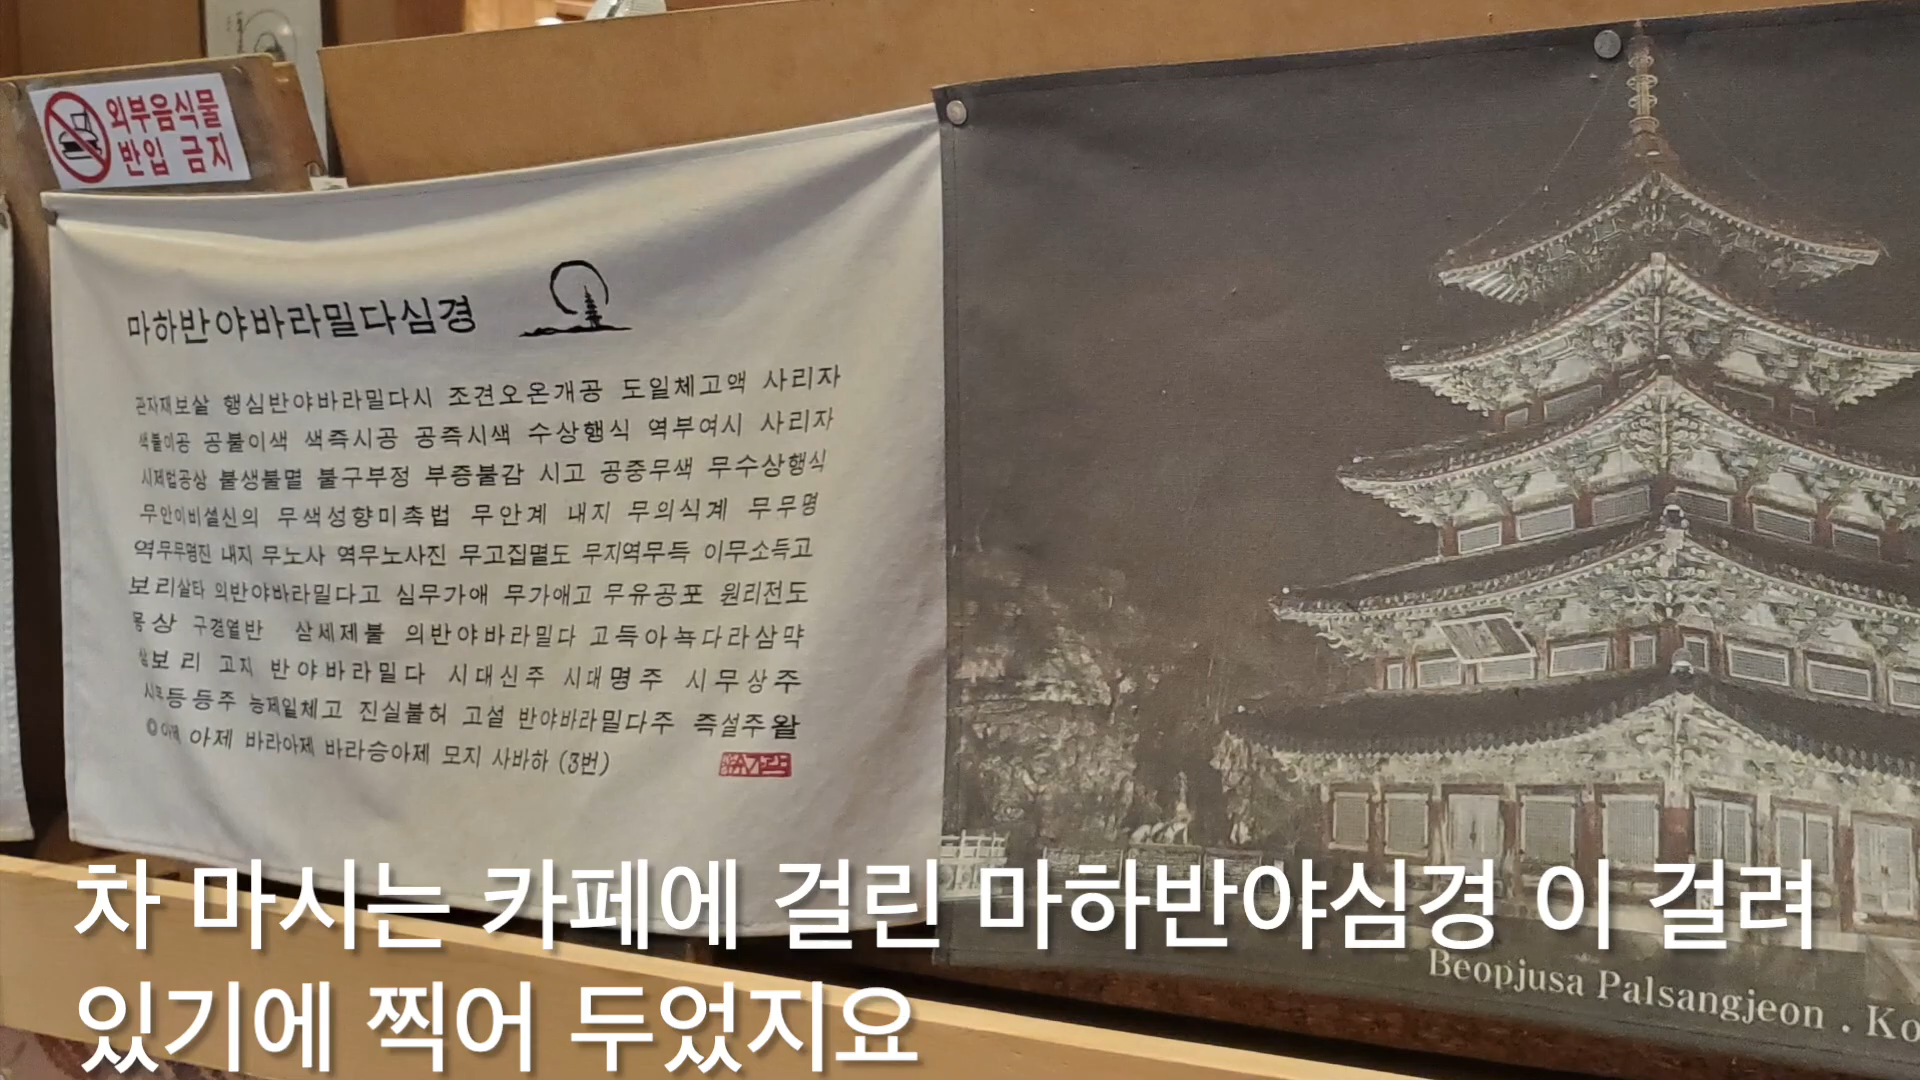 외부음식물
반입 금지
마하반야바라밀다심경
관자재보살 행심반야바라밀다시 조견오온개공 도일체고액 사리자
색불이공 공불이색 색즉시공 공즉시색 수상행식 역부여시 사리자
시제법공상 불생불멸 불구부정 부증불감 시고 공중무색 무수상행식
무안이비설신의 무색성향미촉법 무안계 내지 무의식계 무무명
역무무명진 내지 무노사 역무노사진 무고집멸도 무지역무득 이무소득고
보리살타 의반야바라밀다고 심무가애 무가애고 무유공포 원리전도
몽상 구경열반 삼세제불 의반야바라밀다 고득아뇩다라삼먁
삼보리 고지 반야바라밀다 시대신주 시대명주 시무상주
시무등등주 능제일체고 진실불허 고설 반야바라밀다주 즉설주왈
◎아제 아제 바라아제 바라승아제 모지 사바하 (3번)
Beopjusa Palsangjeon . Ko
차 마시는 카페에 걸린 마하반야심경 이 걸려
있기에 찍어 두었지요